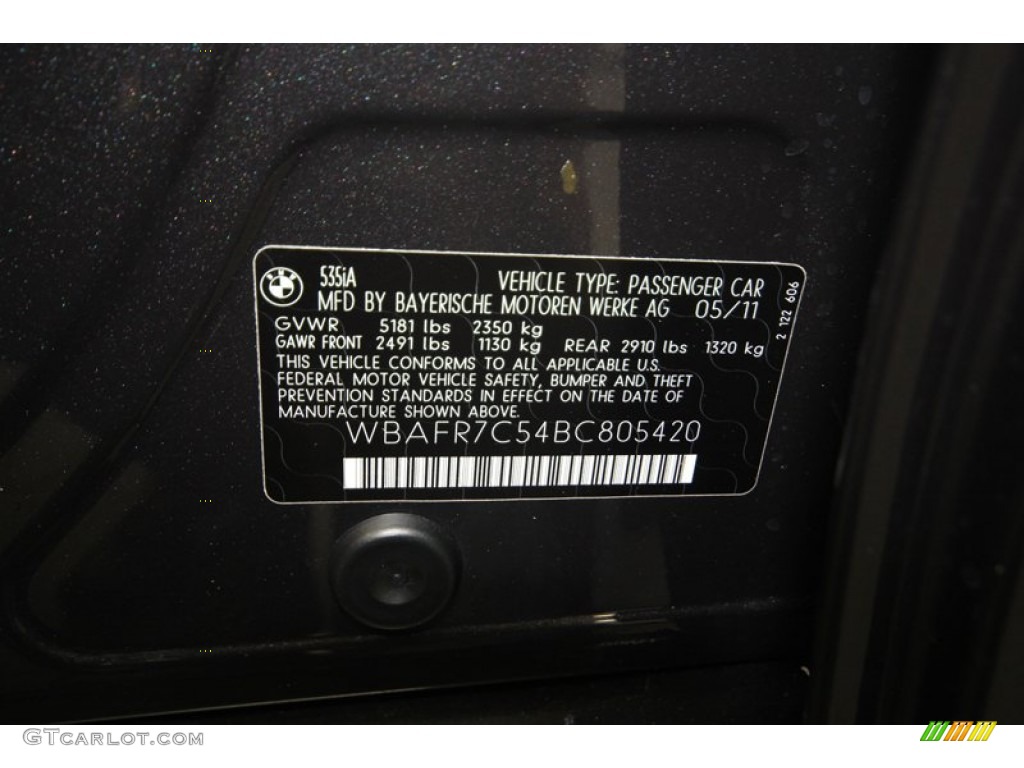 535iA VEHICLE TYPE: PASSENGER CAR
MFD BY BAYERISCHE MOTOREN WERKE AG 05/11
GVWR 5181 lbs 2350 kg
GAWR FRONT 2491 lbs 1130 kg REAR 2910 lbs 1320 kg
THIS VEHICLE CONFORMS TO ALL APPLICABLE U.S.
FEDERAL MOTOR VEHICLE SAFETY, BUMPER AND THEFT
PREVENTION STANDARDS IN EFFECT ON THE DATE OF
MANUFACTURE SHOWN ABOVE.
WBAFR7C54BC805420
2 122 606
GTCarlot.com